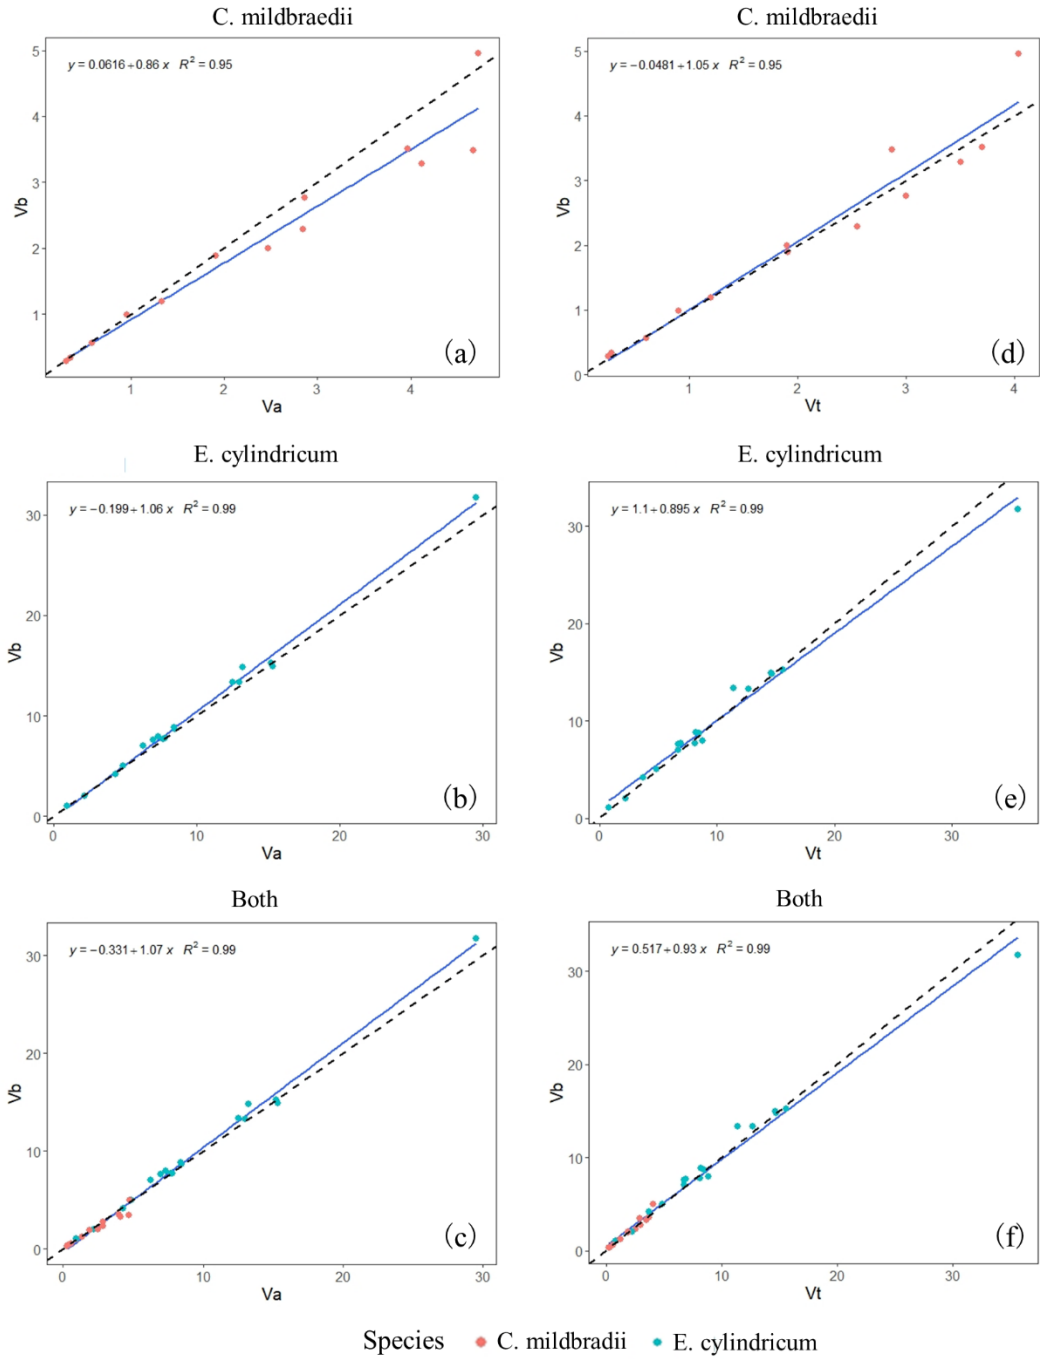 C. mildbraedii
y = 0.0616+0.86 x R² = 0.95
5
4
3
2
1
Vb
(a)
1 2 3 4
Va
C. mildbraedii
y = −0.0481+1.05 x R² = 0.95
5
4
3
2
1
0
Vb
(d)
1 2 3 4
Vt
E. cylindricum
y = −0.199+1.06 x R² = 0.99
30
20
10
0
Vb
(b)
0 10 20 30
Va
E. cylindricum
y = 1.1+0.895 x R² = 0.99
30
20
10
0
Vb
(e)
0 10 20 30
Vt
Both
y = −0.331+1.07 x R² = 0.99
30
20
10
0
Vb
(c)
0 10 20 30
Va
Both
y = 0.517+0.93 x R² = 0.99
30
20
10
0
Vb
(f)
0 10 20 30
Vt
Species C. mildbradii E. cylindricum